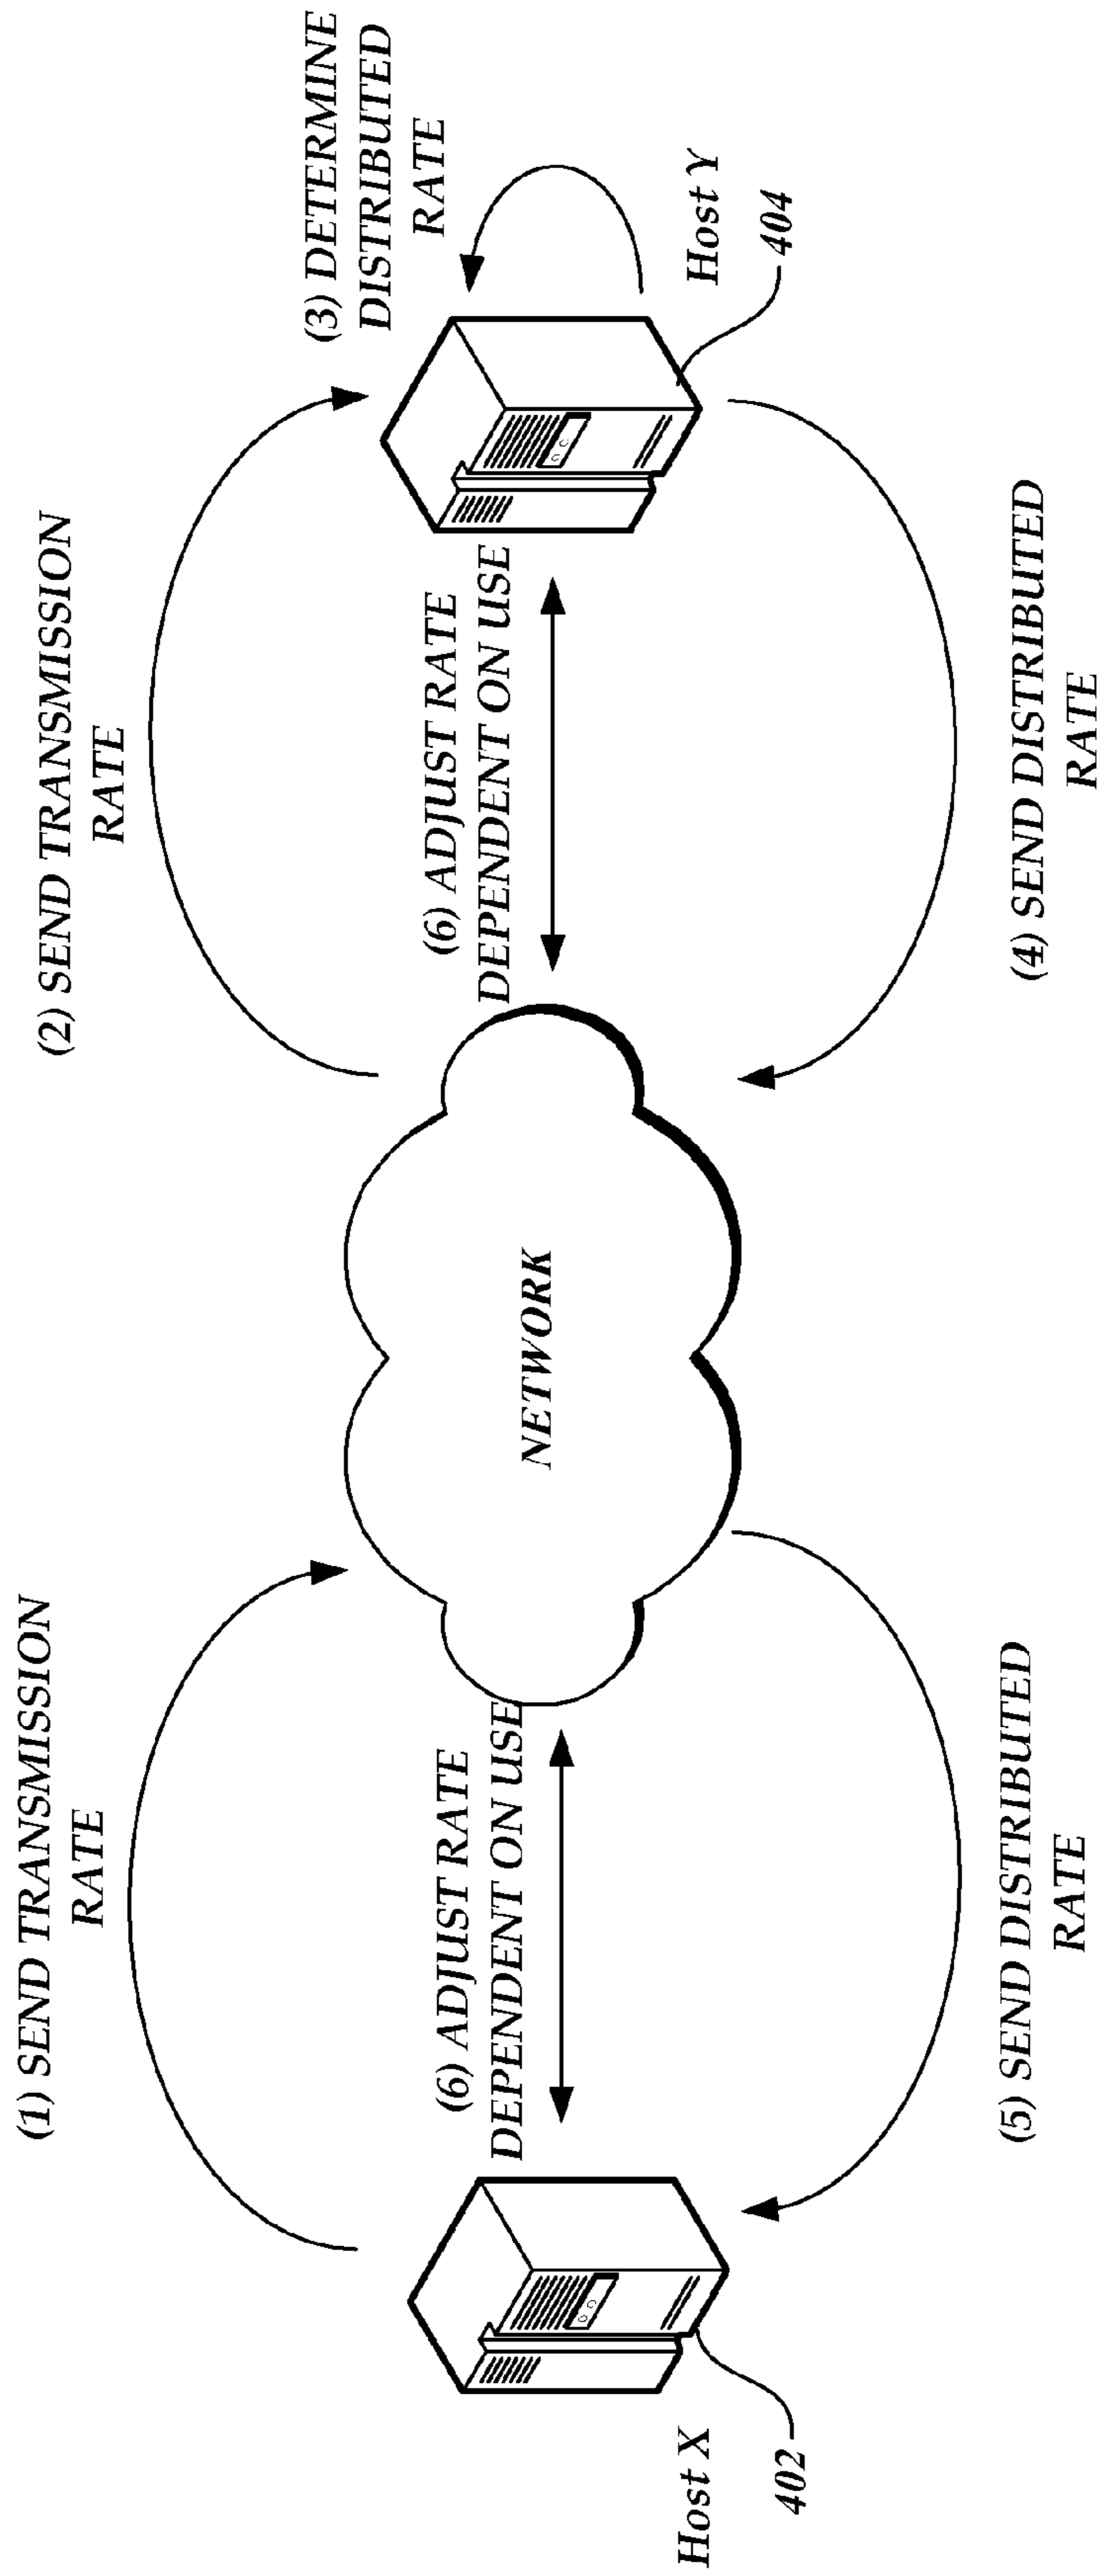 (1) SEND TRANSMISSION
RATE
(2) SEND TRANSMISSION
RATE
(3) DETERMINE
DISTRIBUTED
RATE
(6) ADJUST RATE
DEPENDENT ON USE
NETWORK
(6) ADJUST RATE
DEPENDENT ON USE
Host X
402
Host Y
404
(5) SEND DISTRIBUTED
RATE
(4) SEND DISTRIBUTED
RATE